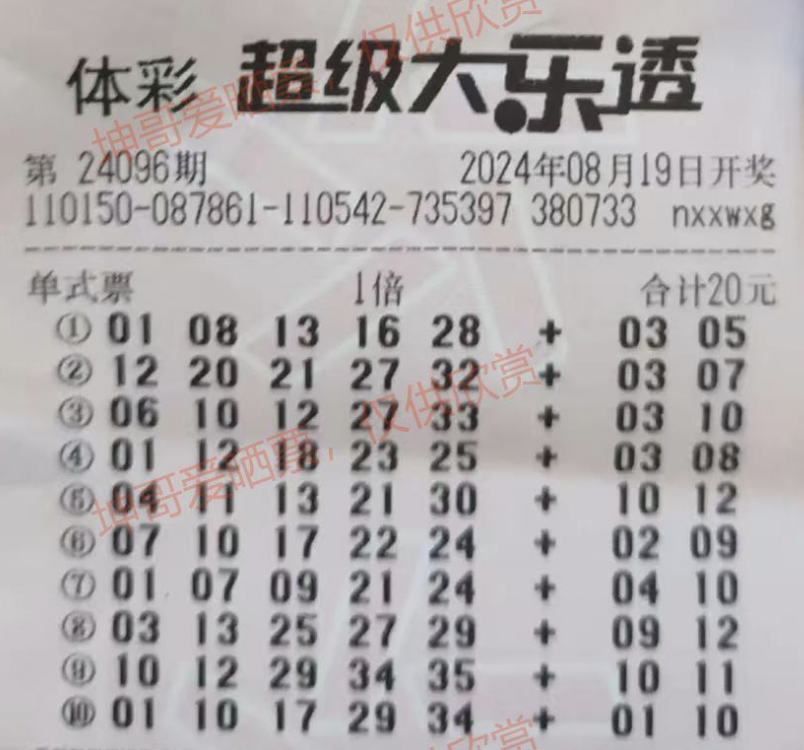 体彩 超级大乐透
第 24096期 2024年08月19日开奖
110150-087861-110542-735397 380733 nxxwxg
单式票 1倍 合计20元
① 01 08 13 16 28 + 03 05
② 12 20 21 27 32 + 03 07
③ 06 10 12 27 33 + 03 10
④ 01 12 18 23 25 + 03 08
⑤ 04 11 13 21 30 + 10 12
⑥ 07 10 17 22 24 + 02 09
⑦ 01 07 09 21 24 + 04 10
⑧ 03 13 25 27 29 + 09 12
⑨ 10 12 29 34 35 + 10 11
⑩ 01 10 17 29 34 + 01 10
坤哥爱晒票，仅供欣赏
坤哥爱晒票，仅供欣赏
供欣赏